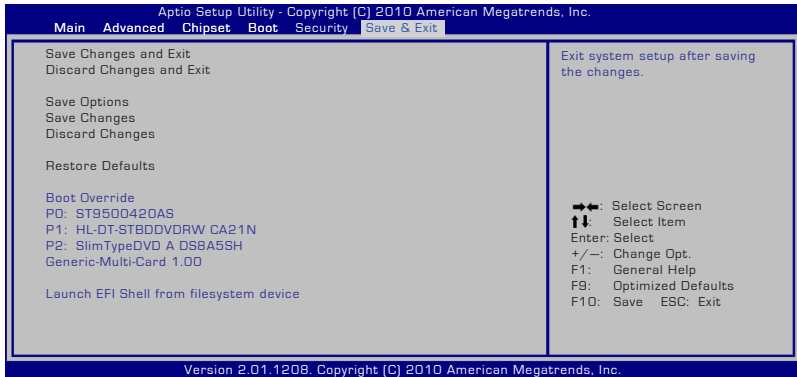 Aptio Setup Utility - Copyright (C) 2010 American Megatrends, Inc.
Main Advanced Chipset Boot Security Save & Exit
Save Changes and Exit
Discard Changes and Exit
Save Options
Save Changes
Discard Changes
Restore Defaults
Boot Override
P0: ST9500420AS
P1: HL-DT-STBDDVDRW CA21N
P2: SlimTypeDVD A DS8A5SH
Generic-Multi-Card 1.00
Launch EFI Shell from filesystem device
Exit system setup after saving
the changes.
→←: Select Screen
↑↓: Select Item
Enter: Select
+/—: Change Opt.
F1: General Help
F9: Optimized Defaults
F10: Save ESC: Exit
Version 2.01.1208. Copyright (C) 2010 American Megatrends, Inc.